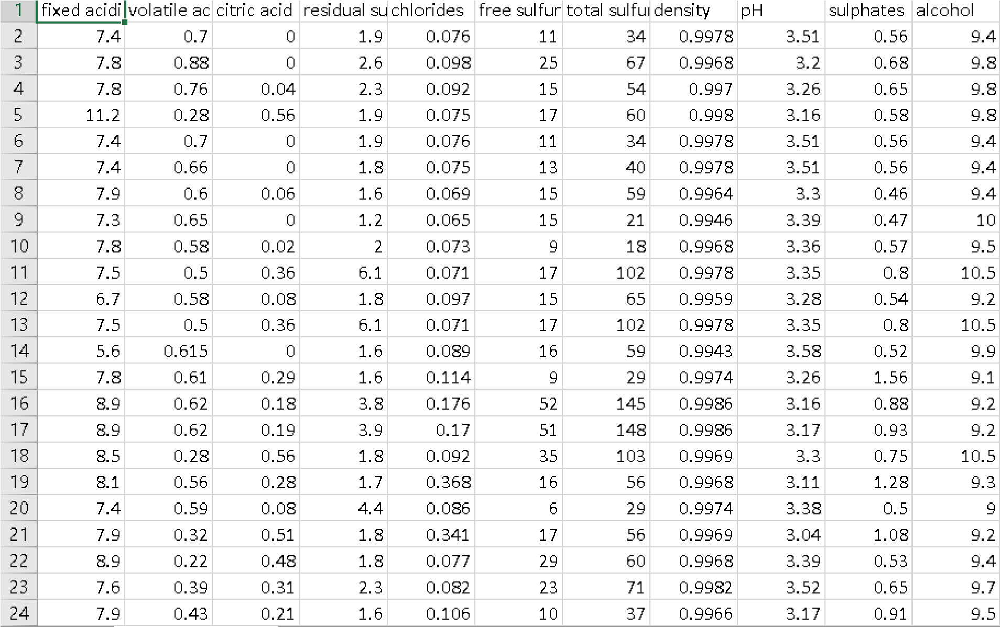 1 fixed acidi volatile ac citric acid residual su chlorides free sulfur total sulfur density pH sulphates alcohol
2 7.4 0.7 0 1.9 0.076 11 34 0.9978 3.51 0.56 9.4
3 7.8 0.88 0 2.6 0.098 25 67 0.9968 3.2 0.68 9.8
4 7.8 0.76 0.04 2.3 0.092 15 54 0.997 3.26 0.65 9.8
5 11.2 0.28 0.56 1.9 0.075 17 60 0.998 3.16 0.58 9.8
6 7.4 0.7 0 1.9 0.076 11 34 0.9978 3.51 0.56 9.4
7 7.4 0.66 0 1.8 0.075 13 40 0.9978 3.51 0.56 9.4
8 7.9 0.6 0.06 1.6 0.069 15 59 0.9964 3.3 0.46 9.4
9 7.3 0.65 0 1.2 0.065 15 21 0.9946 3.39 0.47 10
10 7.8 0.58 0.02 2 0.073 9 18 0.9968 3.36 0.57 9.5
11 7.5 0.5 0.36 6.1 0.071 17 102 0.9978 3.35 0.8 10.5
12 6.7 0.58 0.08 1.8 0.097 15 65 0.9959 3.28 0.54 9.2
13 7.5 0.5 0.36 6.1 0.071 17 102 0.9978 3.35 0.8 10.5
14 5.6 0.615 0 1.6 0.089 16 59 0.9943 3.58 0.52 9.9
15 7.8 0.61 0.29 1.6 0.114 9 29 0.9974 3.26 1.56 9.1
16 8.9 0.62 0.18 3.8 0.176 52 145 0.9986 3.16 0.88 9.2
17 8.9 0.62 0.19 3.9 0.17 51 148 0.9986 3.17 0.93 9.2
18 8.5 0.28 0.56 1.8 0.092 35 103 0.9969 3.3 0.75 10.5
19 8.1 0.56 0.28 1.7 0.368 16 56 0.9968 3.11 1.28 9.3
20 7.4 0.59 0.08 4.4 0.086 6 29 0.9974 3.38 0.5 9
21 7.9 0.32 0.51 1.8 0.341 17 56 0.9969 3.04 1.08 9.2
22 8.9 0.22 0.48 1.8 0.077 29 60 0.9968 3.39 0.53 9.4
23 7.6 0.39 0.31 2.3 0.082 23 71 0.9982 3.52 0.65 9.7
24 7.9 0.43 0.21 1.6 0.106 10 37 0.9966 3.17 0.91 9.5